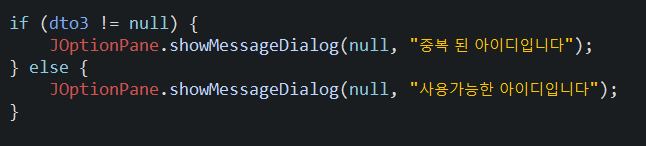 if (dto3 != null) {
    JOptionPane.showMessageDialog(null, "중복 된 아이디입니다");
} else {
    JOptionPane.showMessageDialog(null, "사용가능한 아이디입니다");
}